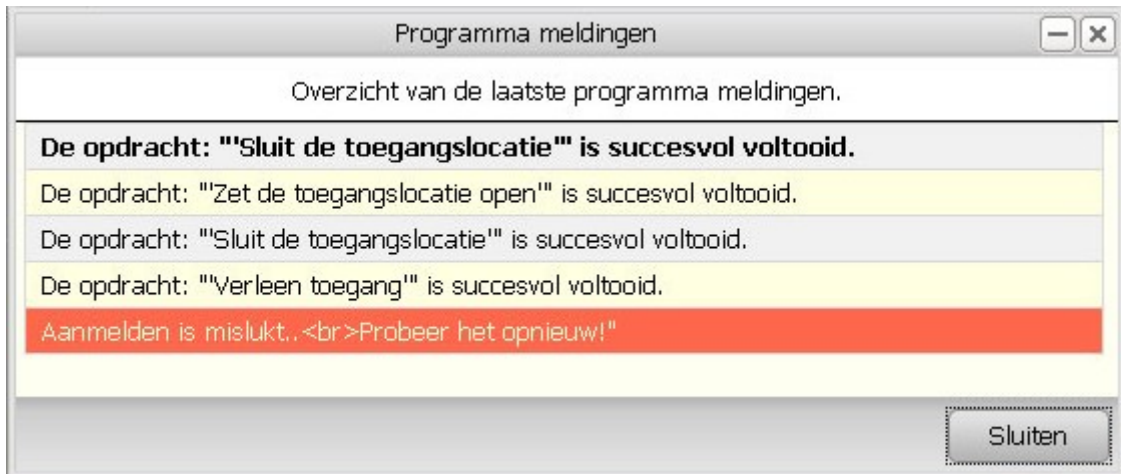 Programma meldingen
Overzicht van de laatste programma meldingen.
De opdracht: "'Sluit de toegangslocatie'" is succesvol voltooid.
De opdracht: "'Zet de toegangslocatie open'" is succesvol voltooid.
De opdracht: "'Sluit de toegangslocatie'" is succesvol voltooid.
De opdracht: "'Verleen toegang'" is succesvol voltooid.
Aanmelden is mislukt..<br>Probeer het opnieuw!"
Sluiten